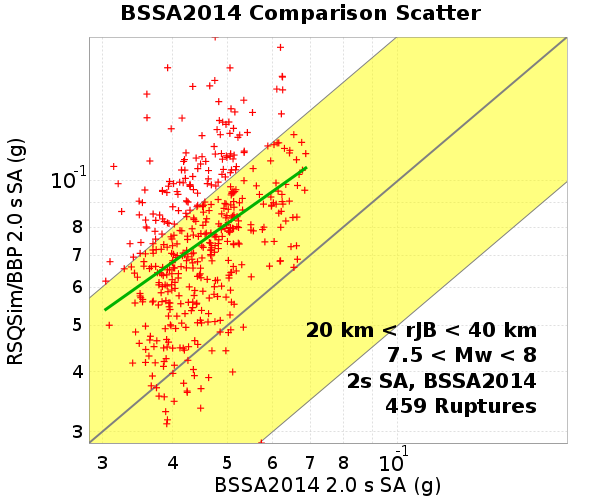 BSSA2014 Comparison Scatter
RSQSim/BBP 2.0 s SA (g)
10-1
8
7
6
5
4
3
20 km < rJB < 40 km
7.5 < Mw < 8
2s SA, BSSA2014
459 Ruptures
3 4 5 6 7 8 10-1
BSSA2014 2.0 s SA (g)